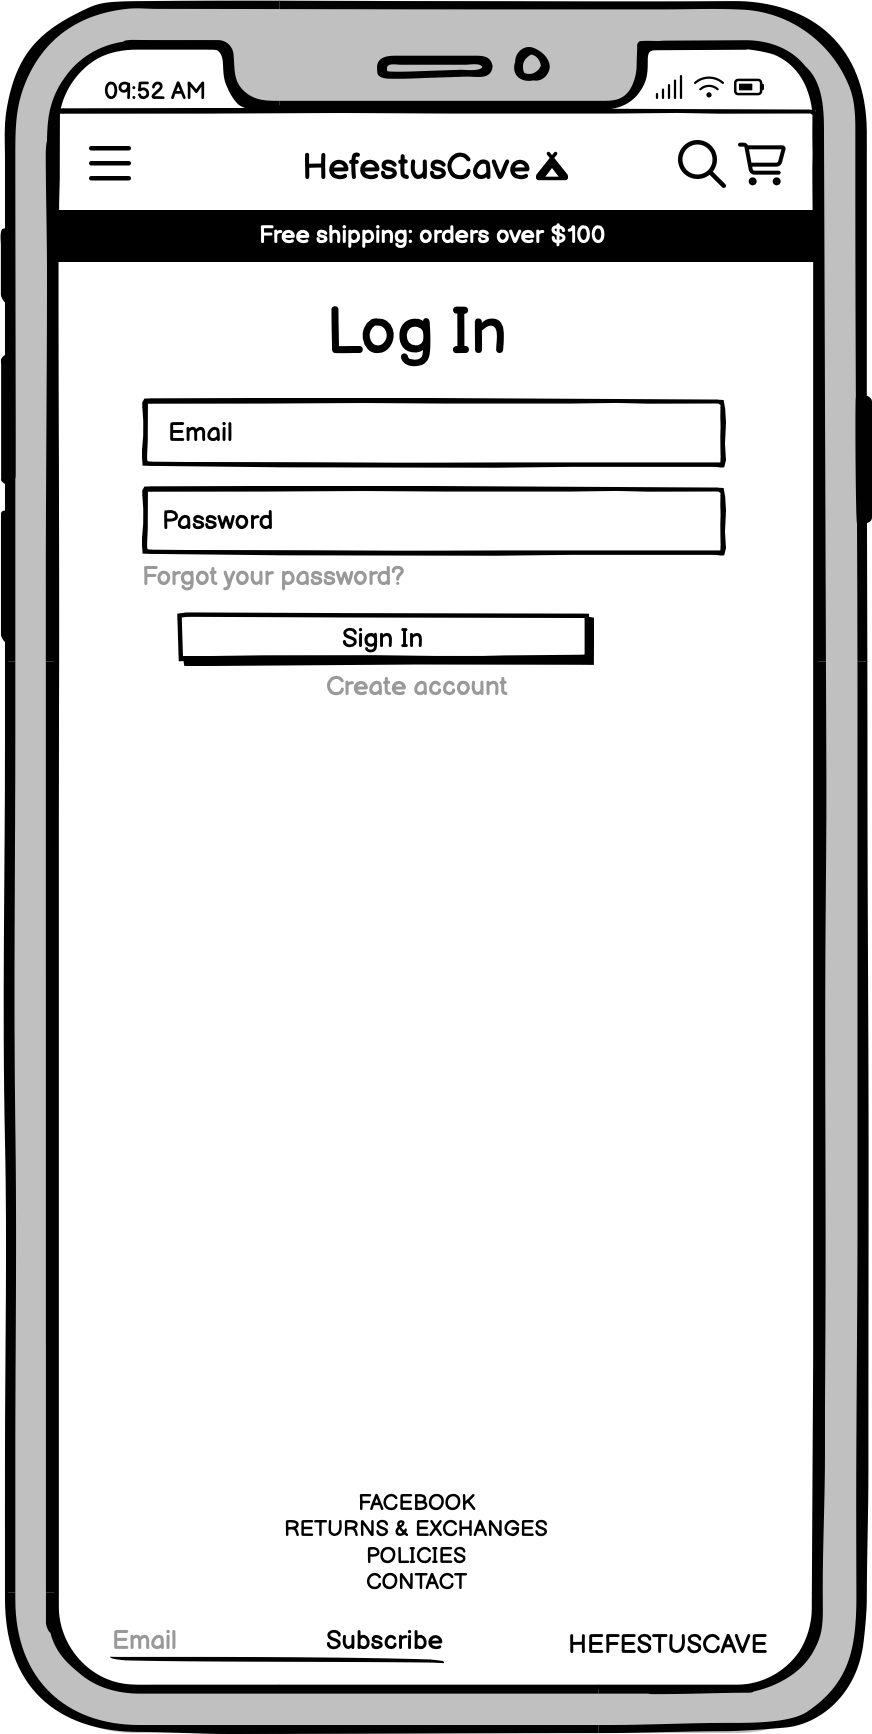 09:52 AM
HefestusCave
Free shipping: orders over $100
Log In
Email
Password
Forgot your password?
Sign In
Create account
FACEBOOK
RETURNS & EXCHANGES
POLICIES
CONTACT
Email Subscribe HEFESTUSCAVE